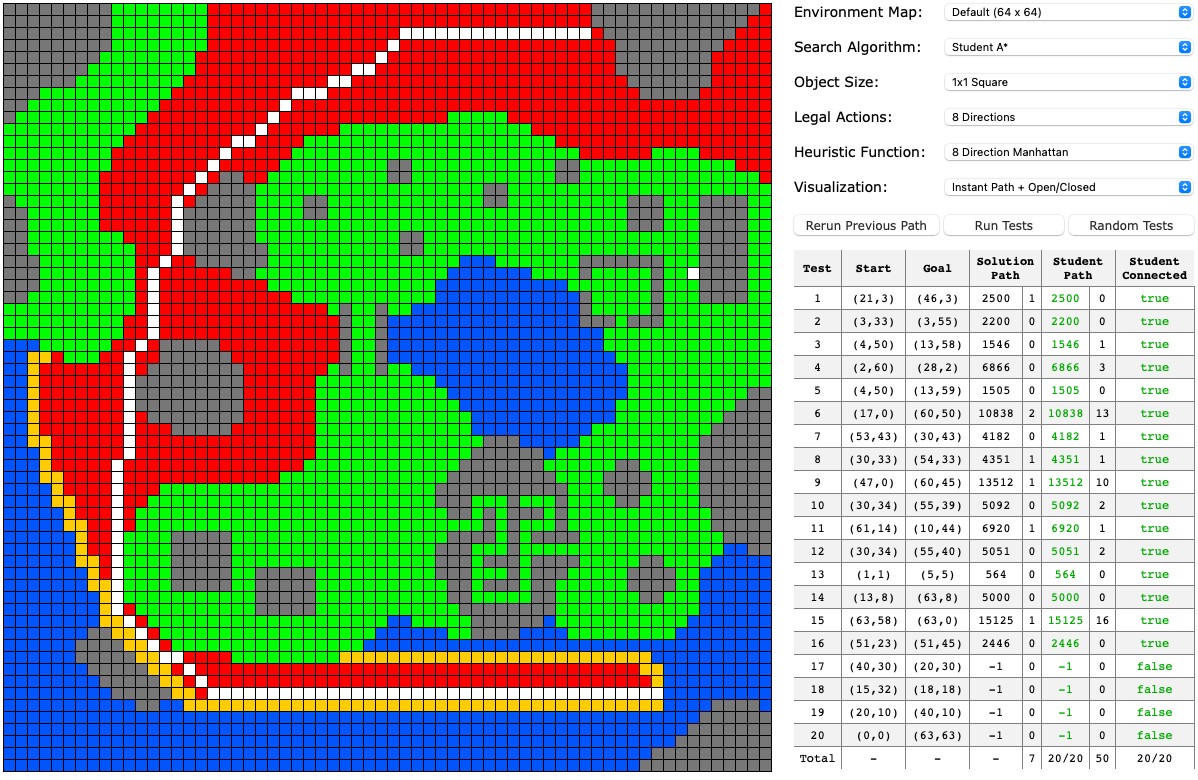 Environment Map: Default (64 x 64)
Search Algorithm: Student A*
Object Size: 1x1 Square
Legal Actions: 8 Directions
Heuristic Function: 8 Direction Manhattan
Visualization: Instant Path + Open/Closed
Rerun Previous Path Run Tests Random Tests
Test Start Goal Solution Path Student Path Student Connected
1 (21,3) (46,3) 2500 1 2500 0 true
2 (3,33) (3,55) 2200 0 2200 0 true
3 (4,50) (13,58) 1546 0 1546 1 true
4 (2,60) (28,2) 6866 0 6866 3 true
5 (4,50) (13,59) 1505 0 1505 0 true
6 (17,0) (60,50) 10838 2 10838 13 true
7 (53,43) (30,43) 4182 0 4182 1 true
8 (30,33) (54,33) 4351 1 4351 1 true
9 (47,0) (60,45) 13512 1 13512 10 true
10 (30,34) (55,39) 5092 0 5092 2 true
11 (61,14) (10,44) 6920 1 6920 1 true
12 (30,34) (55,40) 5051 0 5051 2 true
13 (1,1) (5,5) 564 0 564 0 true
14 (13,8) (63,8) 5000 0 5000 0 true
15 (63,58) (63,0) 15125 1 15125 16 true
16 (51,23) (51,45) 2446 0 2446 0 true
17 (40,30) (20,30) -1 0 -1 0 false
18 (15,32) (18,18) -1 0 -1 0 false
19 (20,10) (40,10) -1 0 -1 0 false
20 (0,0) (63,63) -1 0 -1 0 false
Total - - - 7 20/20 50 20/20